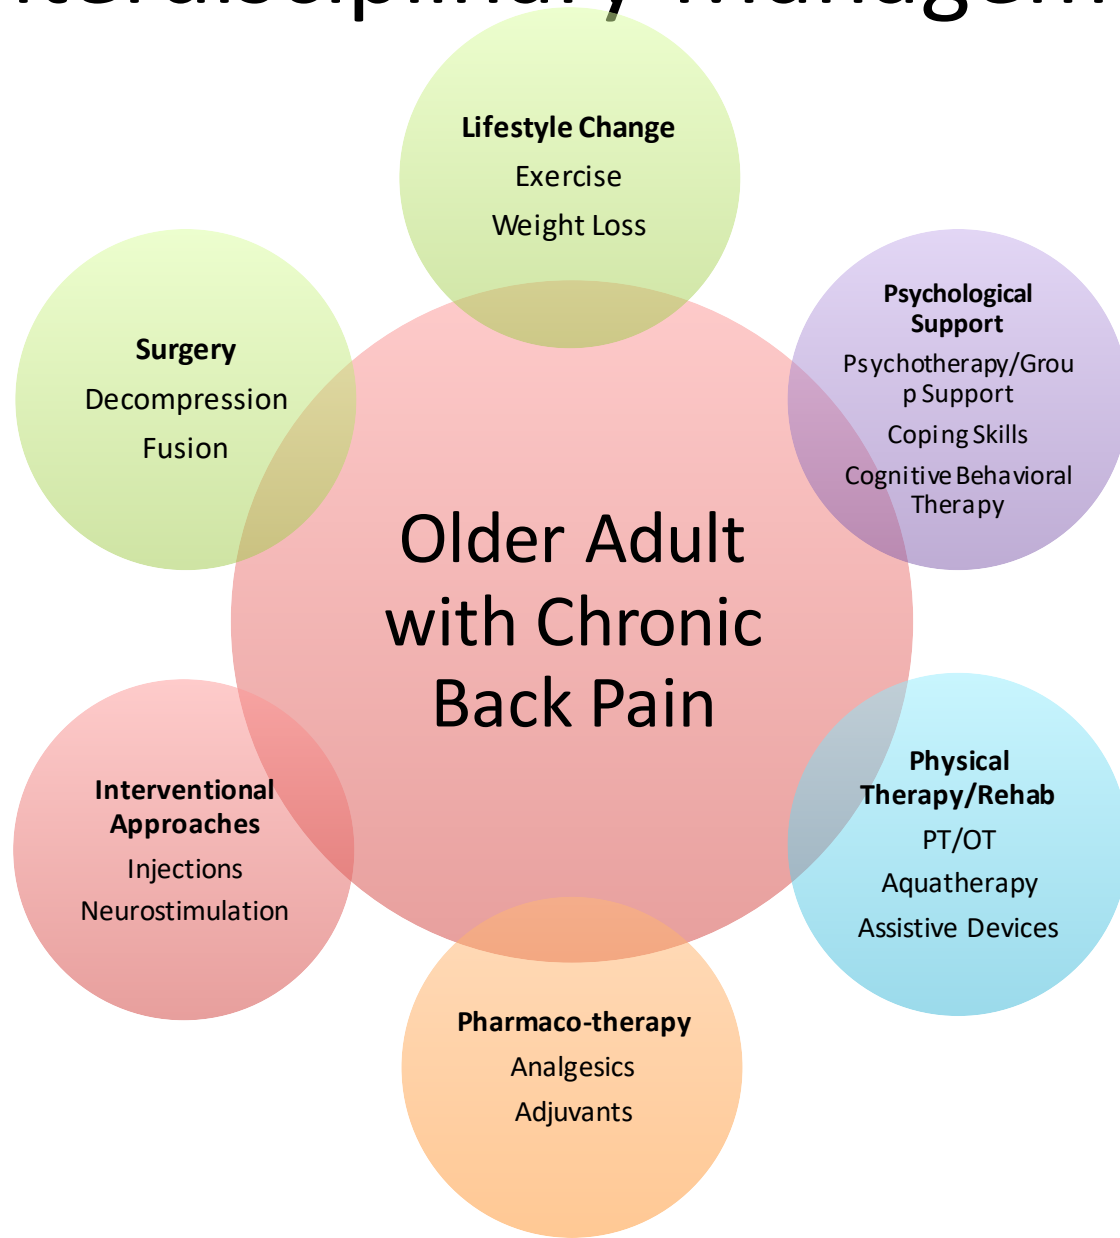 terdisciplinary Managem
Lifestyle Change
Exercise
Weight Loss
Psychological
Support
Psychotherapy/Grou
p Support
Coping Skills
Cognitive Behavioral
Therapy
Physical
Therapy/Rehab
PT/OT
Aquatherapy
Assistive Devices
Pharmaco-therapy
Analgesics
Adjuvants
Interventional
Approaches
Injections
Neurostimulation
Surgery
Decompression
Fusion
Older Adult
with Chronic
Back Pain